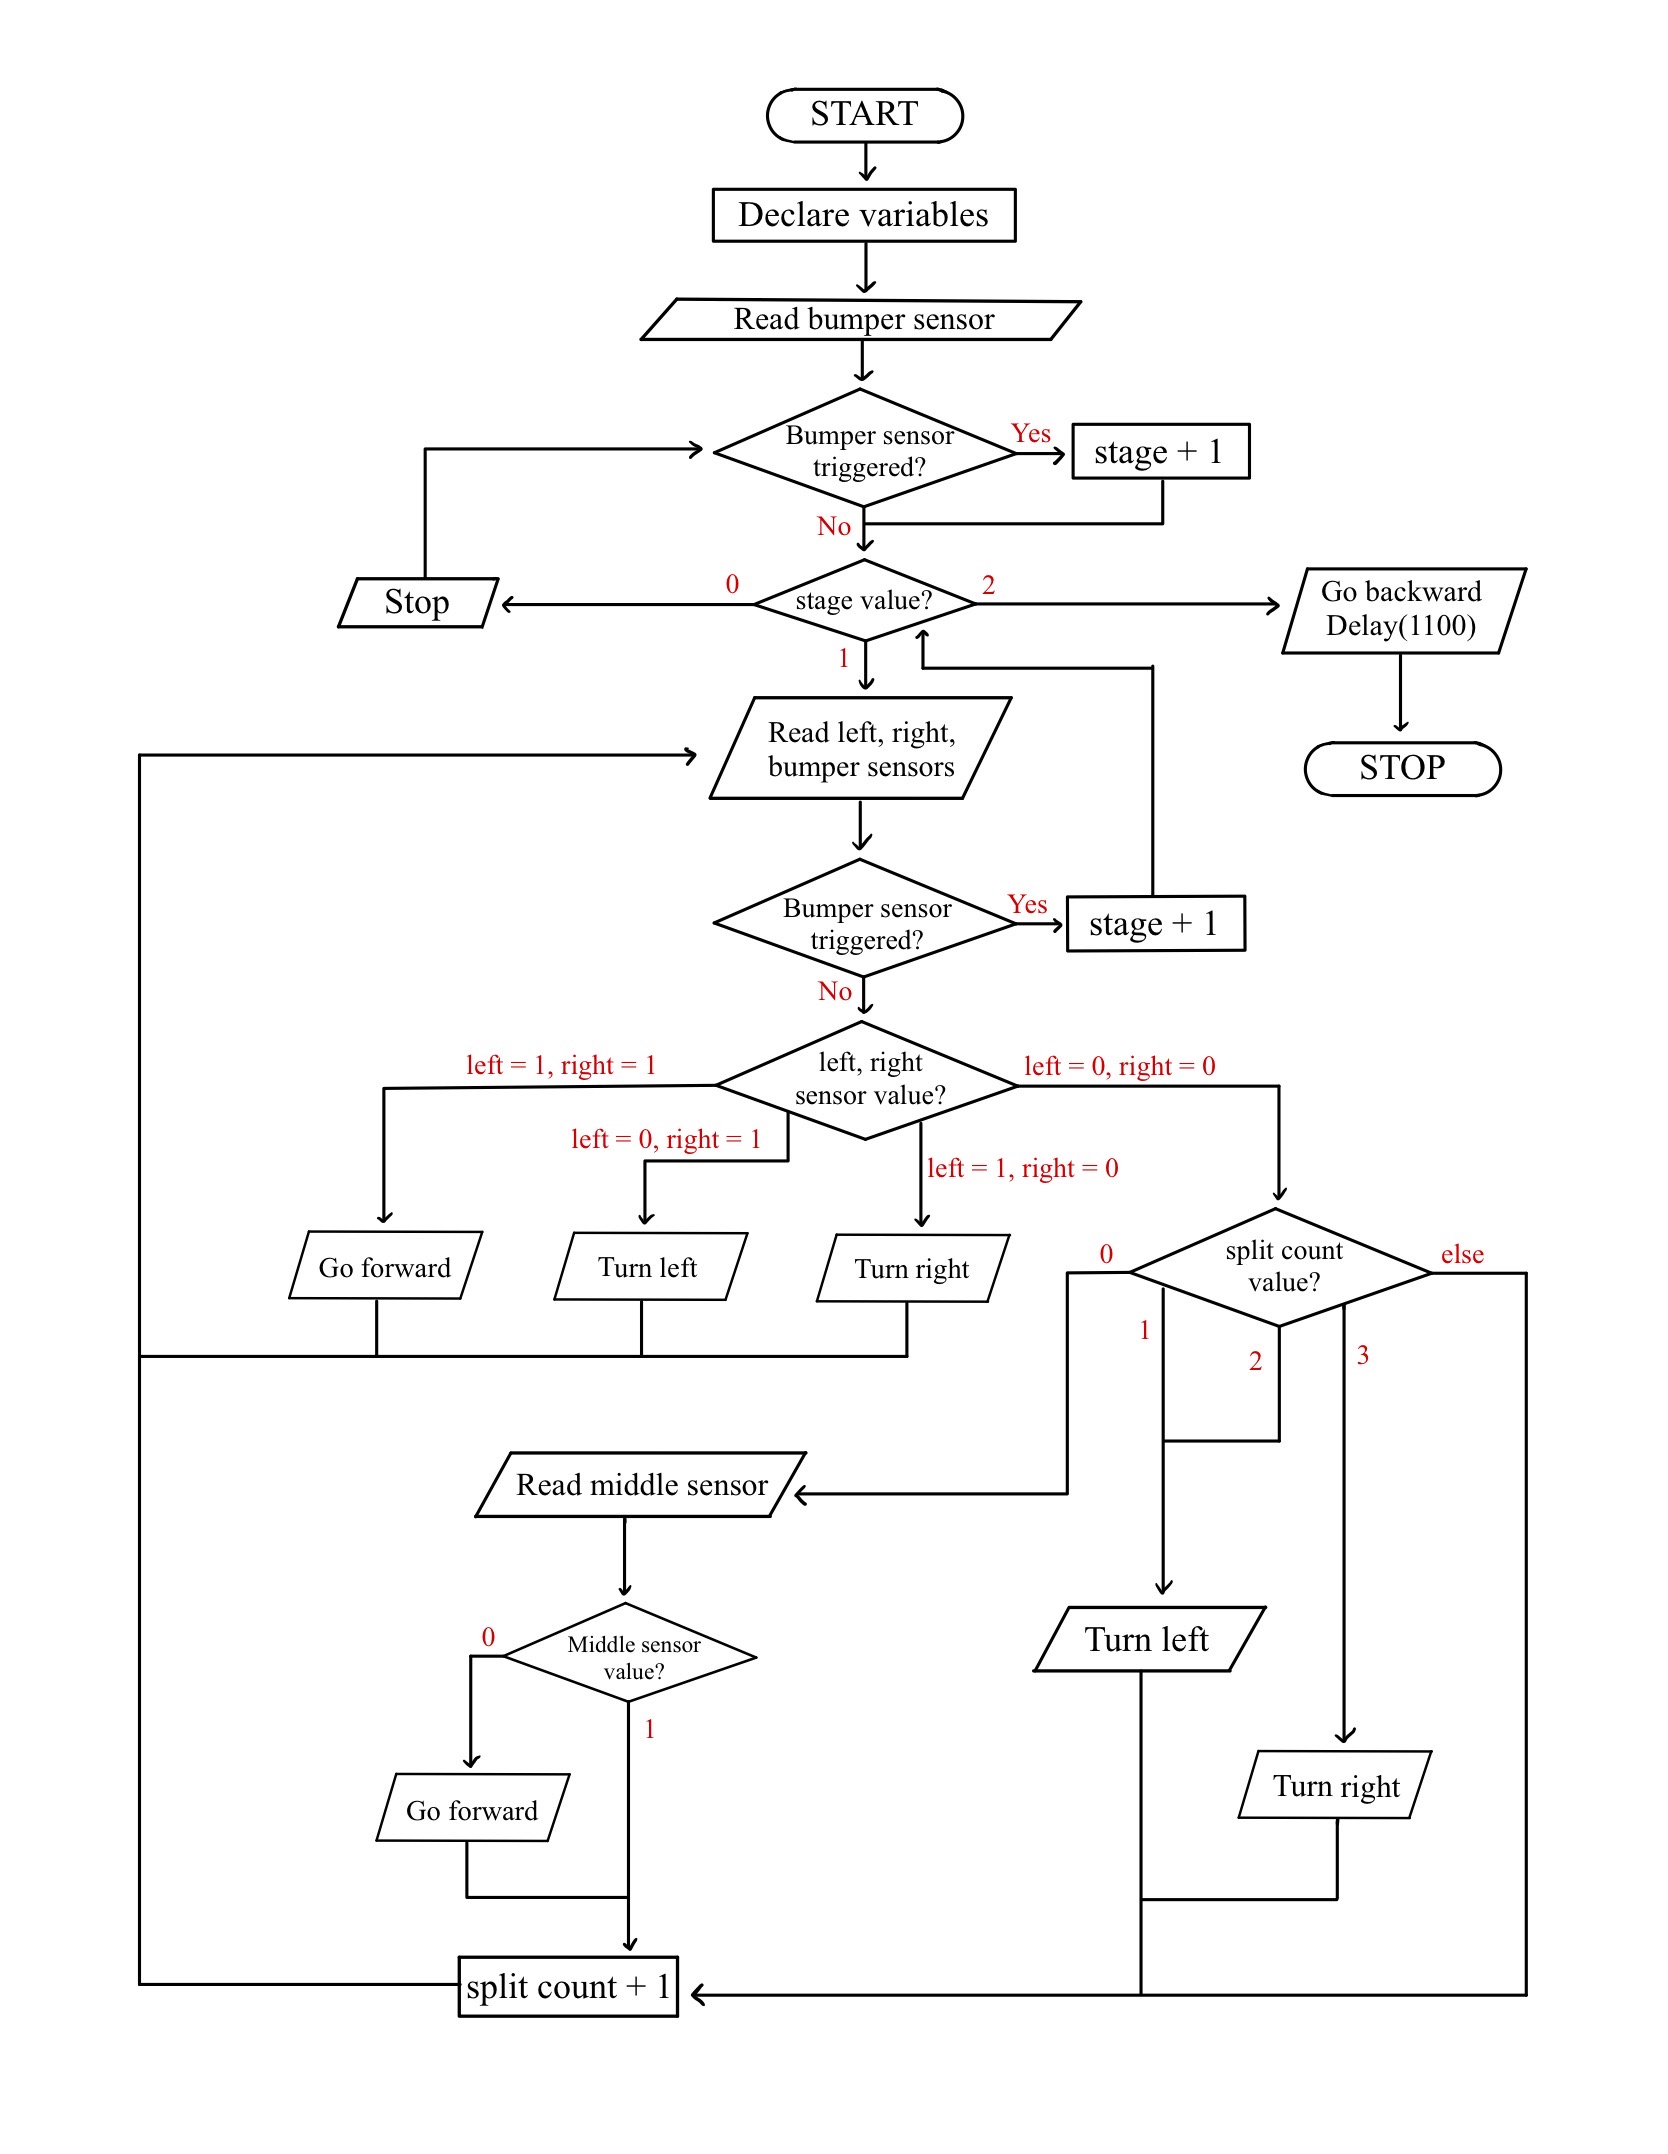 START
Declare variables
Read bumper sensor
Bumper sensor
triggered?
Yes
stage + 1
No
Stop
0
stage value?
2
Go backward
Delay(1100)
1
STOP
Read left, right,
bumper sensors
Bumper sensor
triggered?
Yes
stage + 1
No
left, right
sensor value?
left = 1, right = 1
left = 0, right = 1
left = 1, right = 0
left = 0, right = 0
Go forward
Turn left
Turn right
split count
value?
0
1
2
3
else
Read middle sensor
Middle sensor
value?
0
1
Go forward
Turn left
Turn right
split count + 1